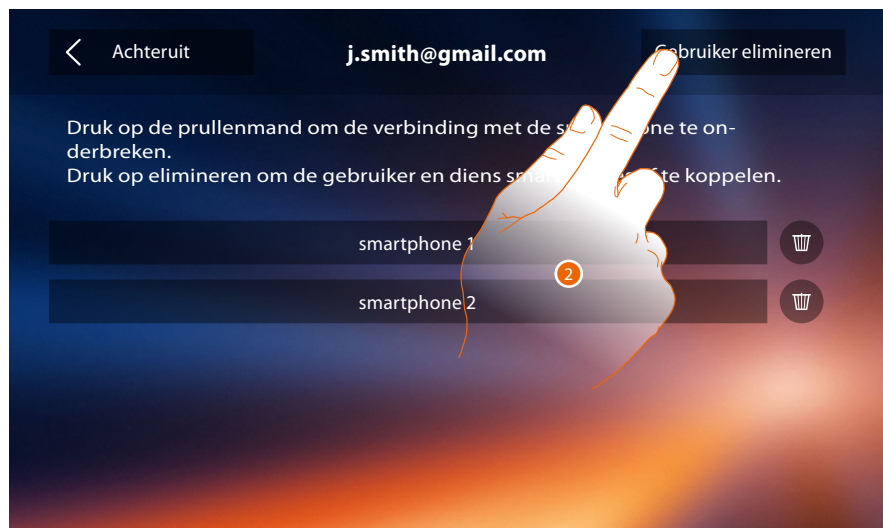 Achteruit
j.smith@gmail.com
Gebruiker elimineren
Druk op de prullenmand om de verbinding met de te on-
derbreken.
Druk op elimineren om de gebruiker en diens te koppelen.
smartphone 1
smartphone 2
2